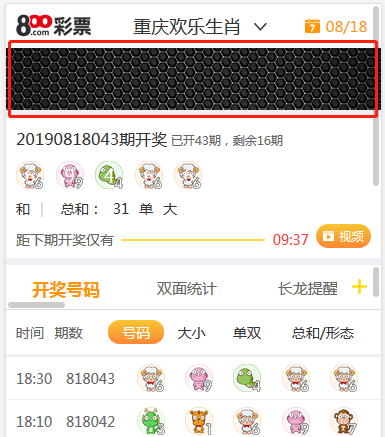 800.com 彩票 重庆欢乐生肖 7 08/18
20190818043期开奖 已开43期，剩余16期
6 9 4 6 6
和 | 总和： 31 单 大
距下期开奖仅有 09:37 视频
开奖号码 双面统计 长龙提醒 +
时间 期数 号码 大小 单双 总和/形态
18:30 818043 6 9 4 6 6
18:10 818042 3 1 6 9 7